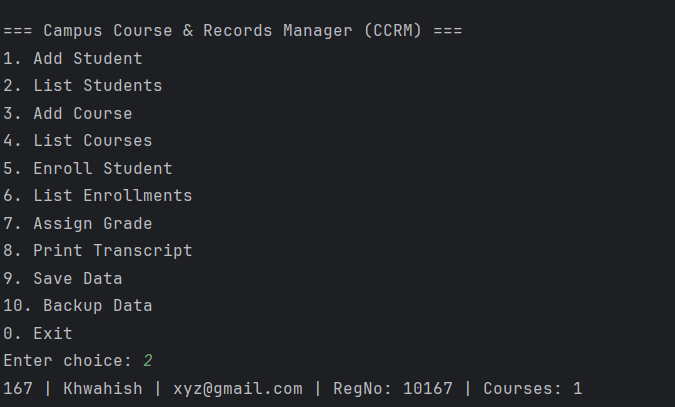 === Campus Course & Records Manager (CCRM) ===
1. Add Student
2. List Students
3. Add Course
4. List Courses
5. Enroll Student
6. List Enrollments
7. Assign Grade
8. Print Transcript
9. Save Data
10. Backup Data
0. Exit
Enter choice: 2
167 | Khwahish | xyz@gmail.com | RegNo: 10167 | Courses: 1